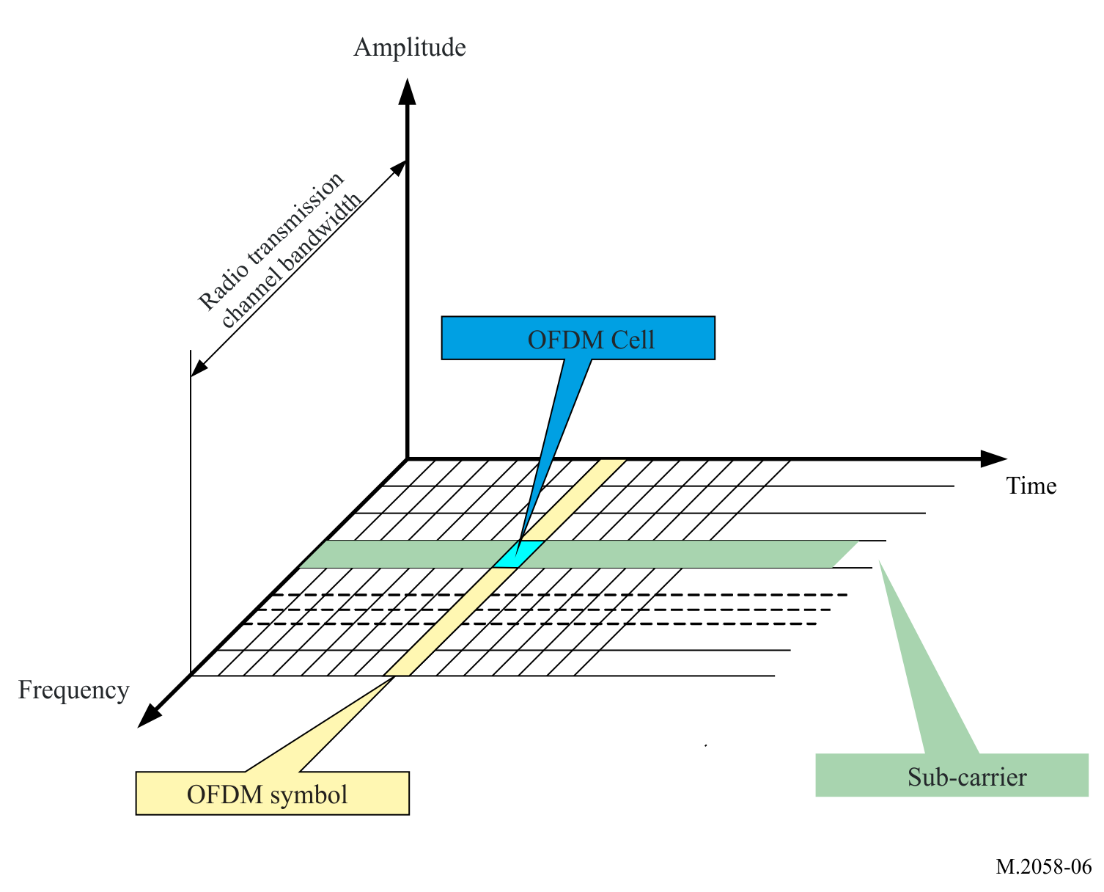 Amplitude
Radio transmission
channel bandwidth
OFDM Cell
Time
Frequency
OFDM symbol
Sub-carrier
M.2058-06